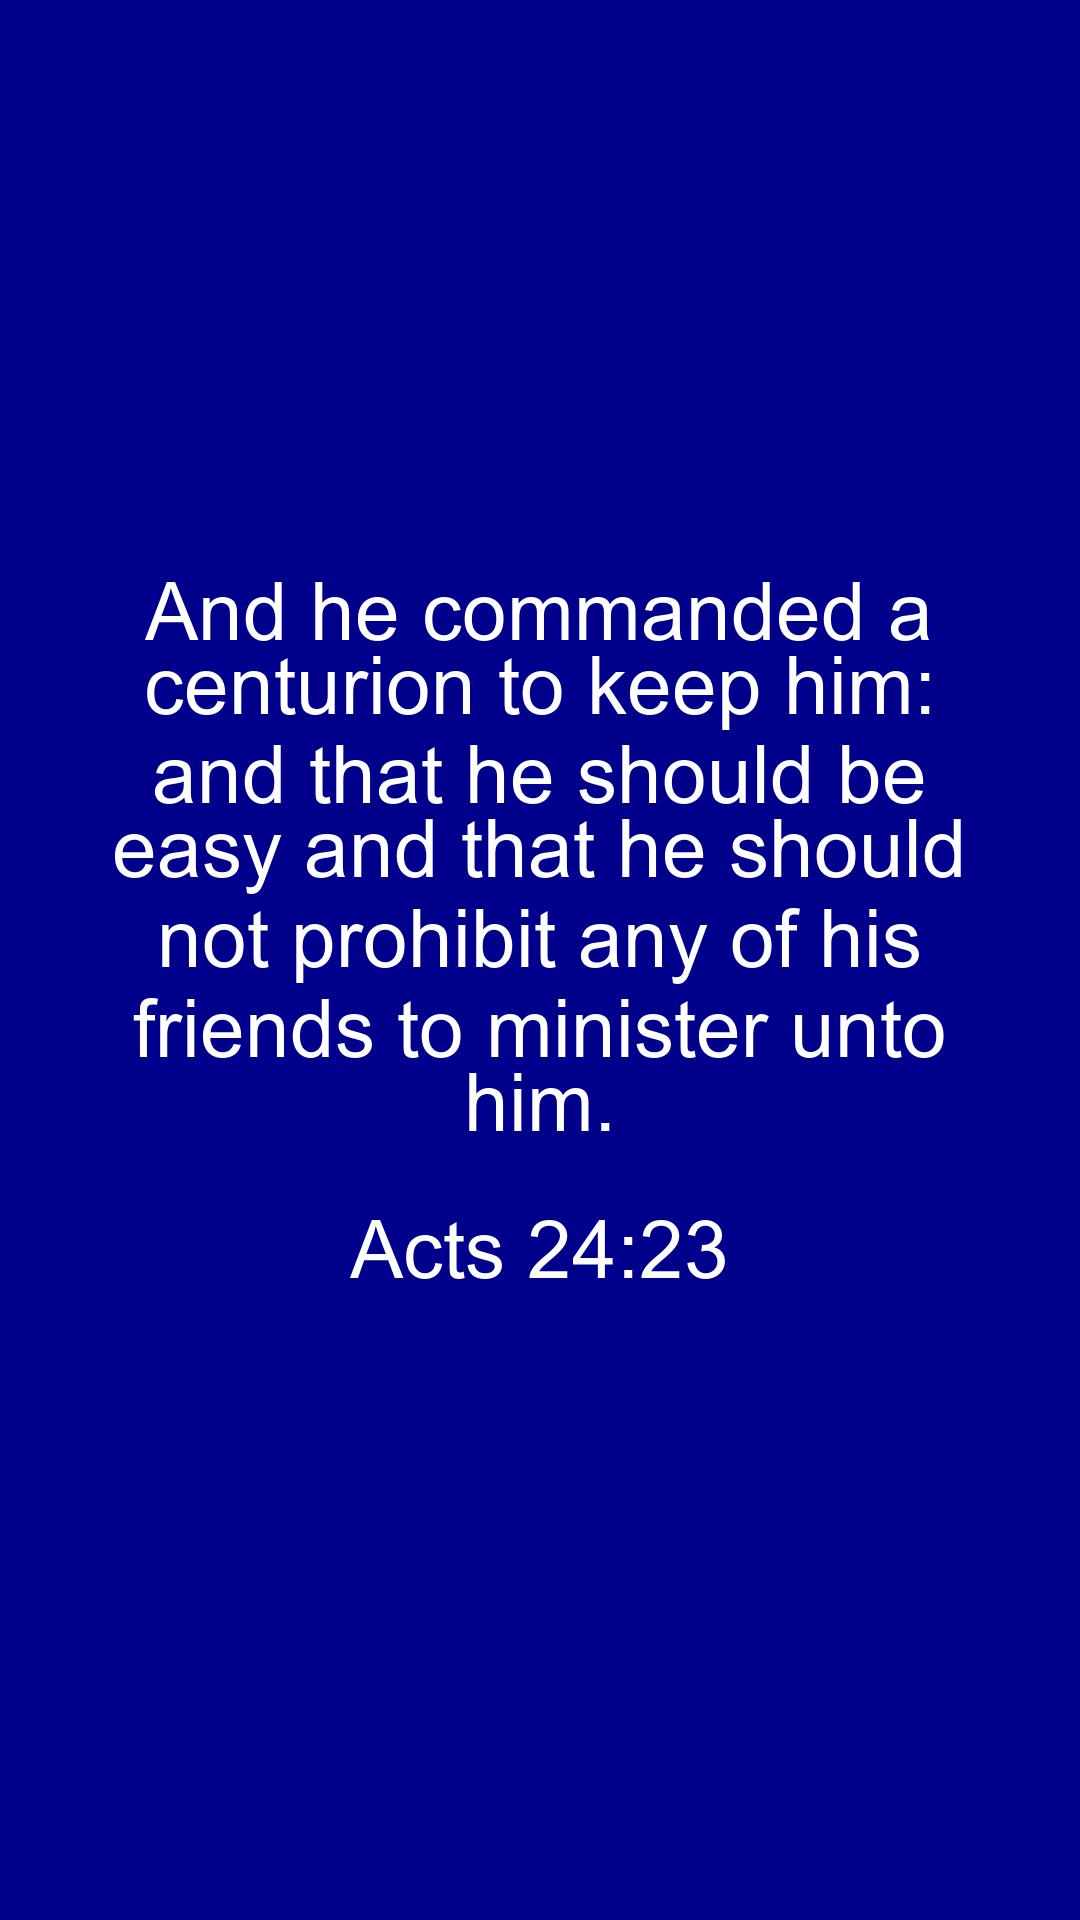 And he commanded a
centurion to keep him:
and that he should be
easy and that he should
not prohibit any of his
friends to minister unto
him.
Acts 24:23